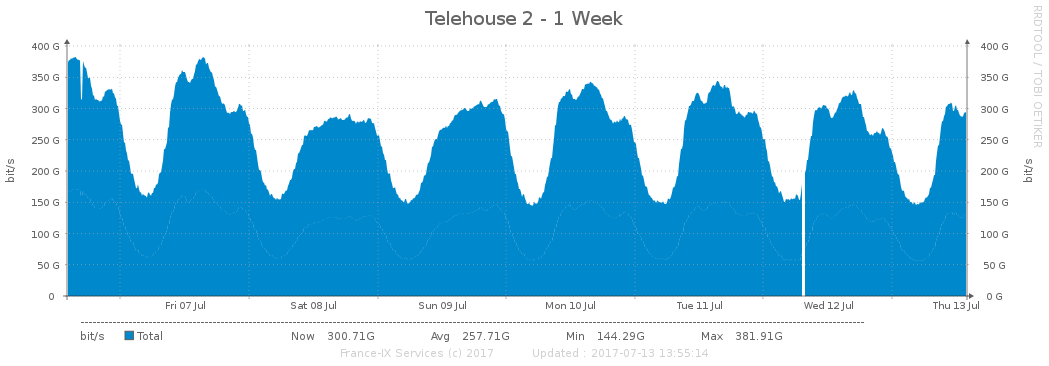 Telehouse 2 - 1 Week
RRDTOOL / TOBI OETIKER
bit/s
400 G
350 G
300 G
250 G
200 G
150 G
100 G
50 G
0
400 G
350 G
300 G
250 G
200 G
150 G
100 G
50 G
0 G
bit/s
Fri 07 Jul Sat 08 Jul Sun 09 Jul Mon 10 Jul Tue 11 Jul Wed 12 Jul Thu 13 Jul
bit/s Total Now 300.71G Avg 257.71G Min 144.29G Max 381.91G
France-IX Services (c) 2017 Updated : 2017-07-13 13:55:14